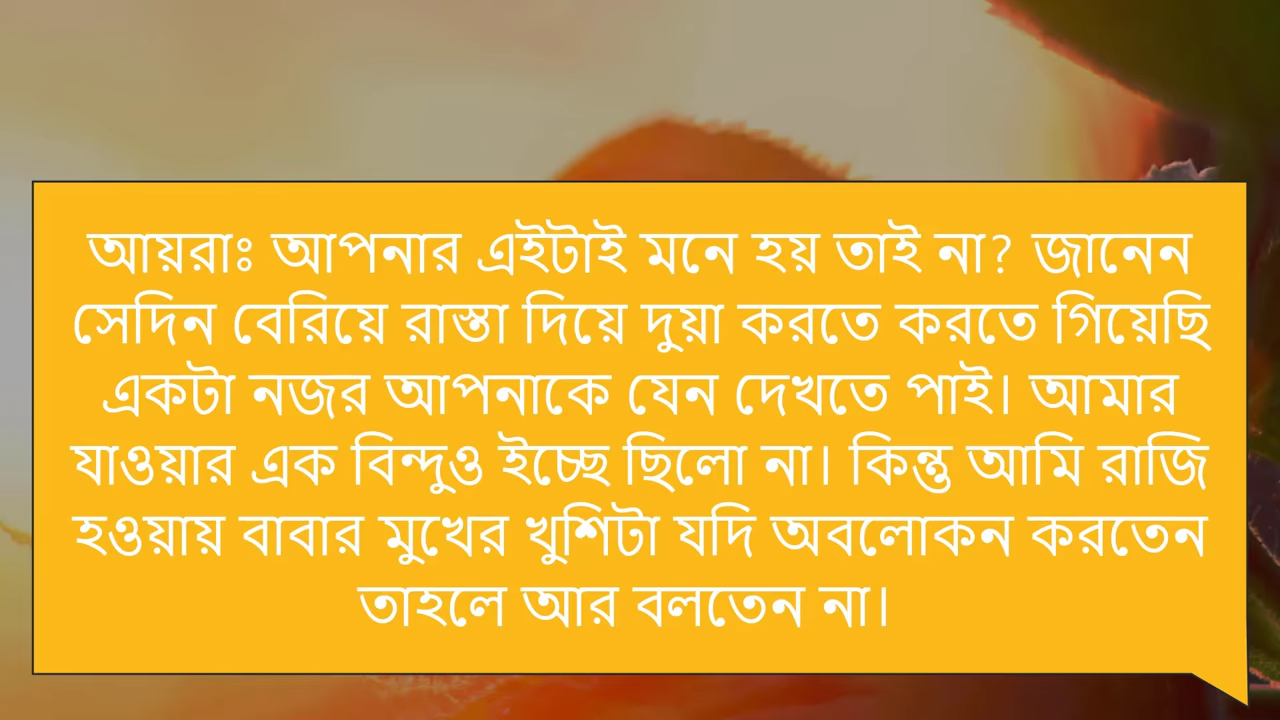 আয়রাঃ আপনার এইটাই মনে হয় তাই না? জানেন
সেদিন বেরিয়ে রাস্তা দিয়ে দুয়া করতে করতে গিয়েছি
একটা নজর আপনাকে যেন দেখতে পাই। আমার
যাওয়ার এক বিন্দুও ইচ্ছে ছিলো না। কিন্তু আমি রাজি
হওয়ায় বাবার মুখের খুশিটা যদি অবলোকন করতেন
তাহলে আর বলতেন না।